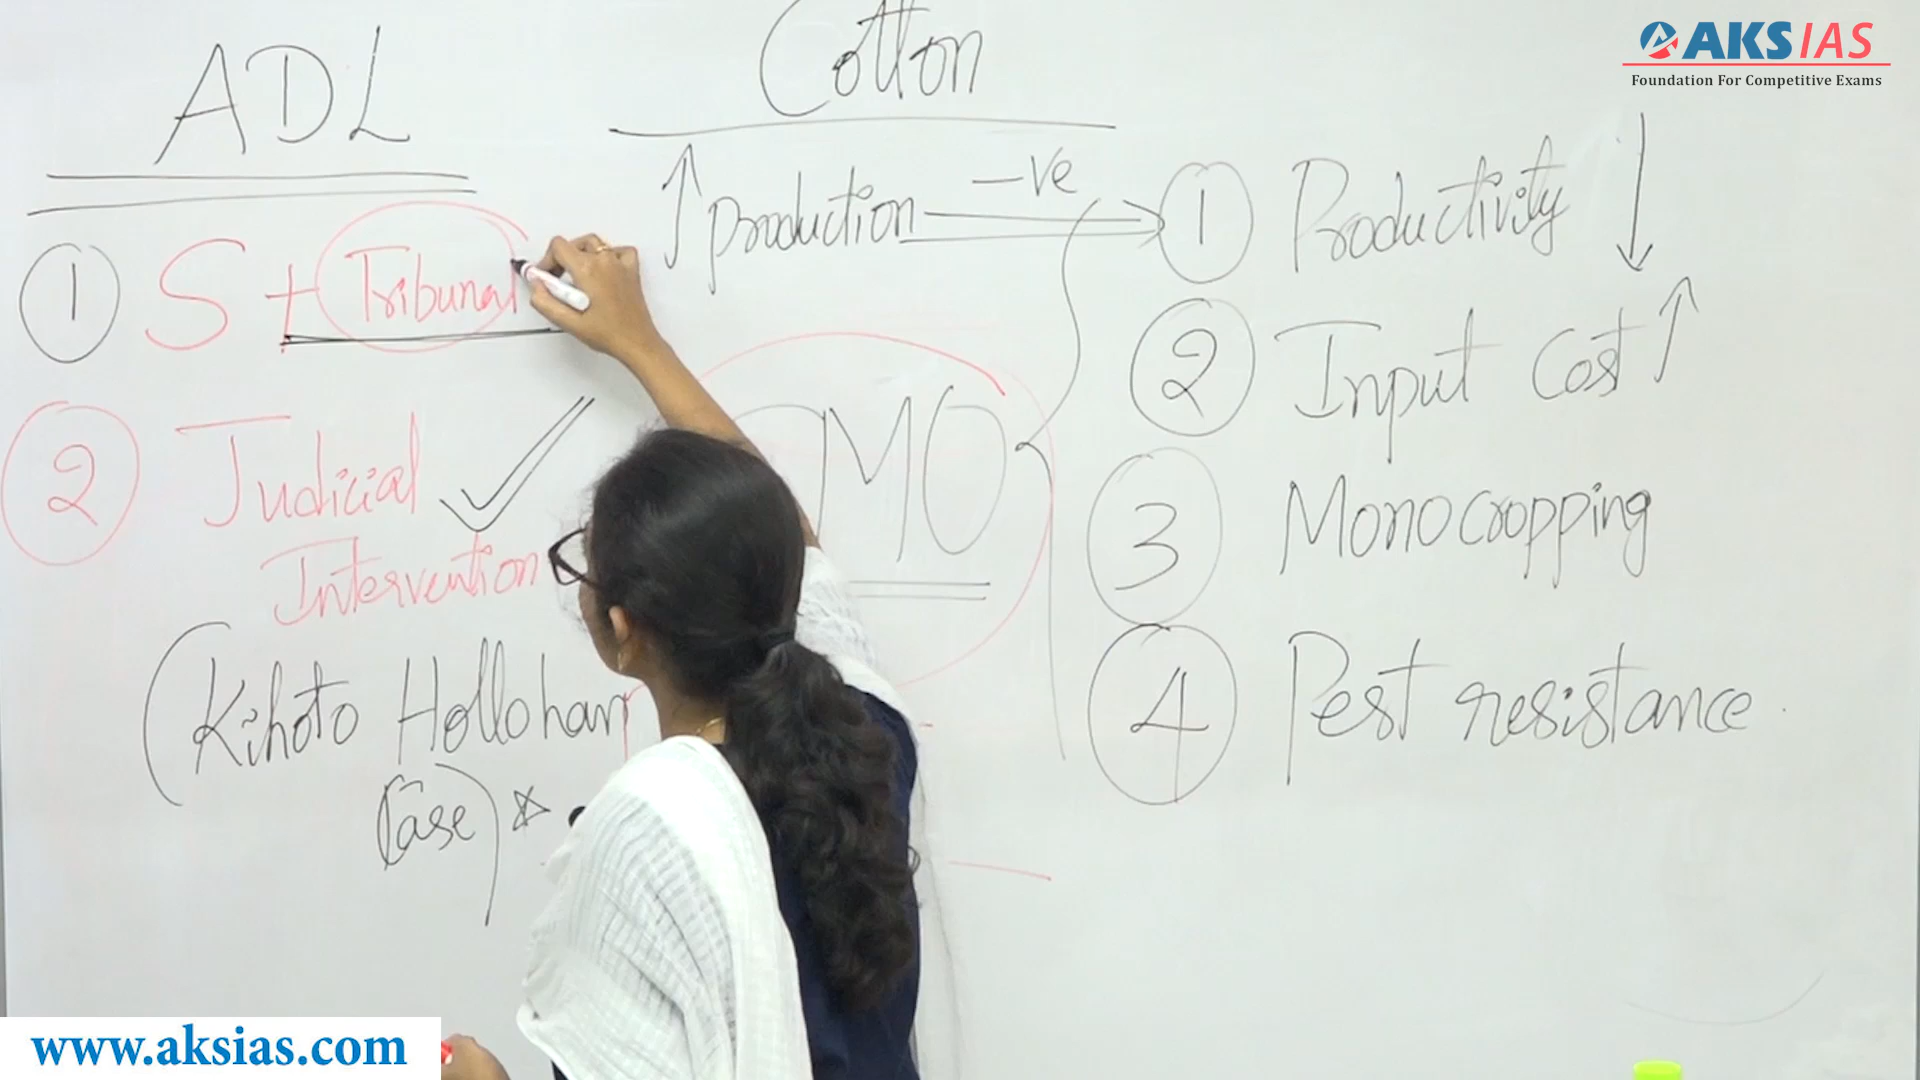 ADL
① S + Tribunal
② Judicial
Intervention
(Kihoto Hollohan
Case)
Cotton
↑ Production -ve
MO
① Productivity ↓
② Input Cost ↑
③ Monocropping
④ Pest resistance
AKS IAS
Foundation For Competitive Exams
www.aksias.com